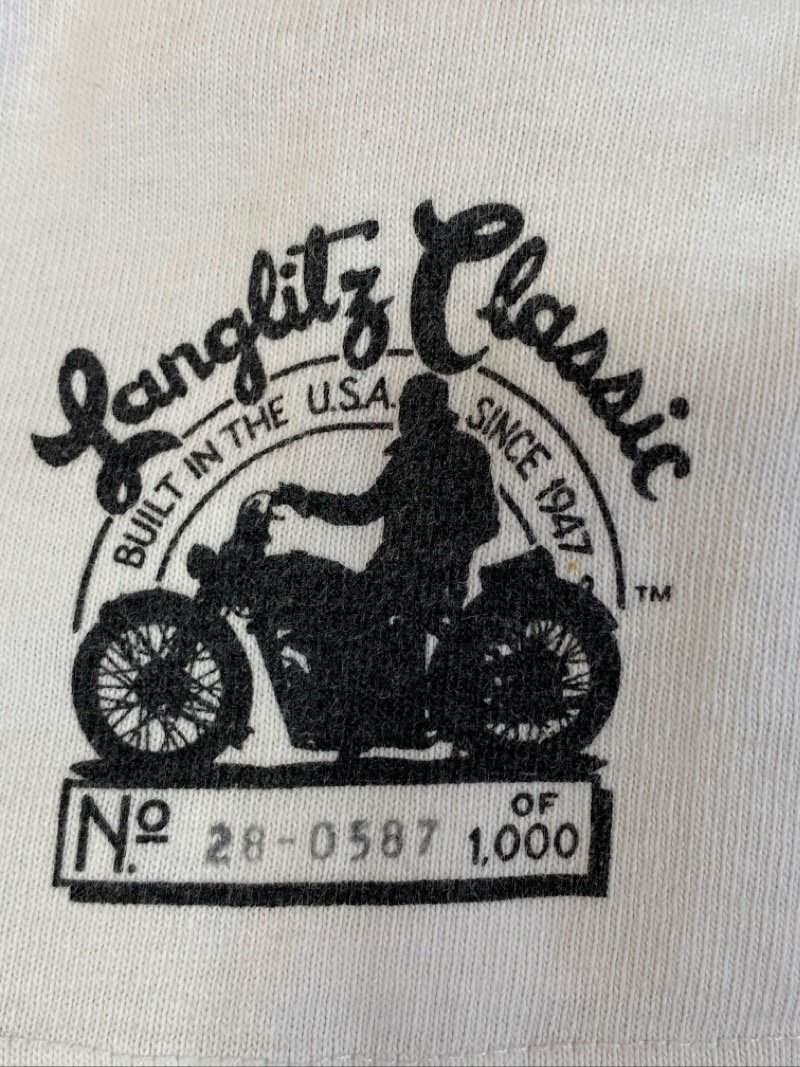 Langlitz Classic
BUILT IN THE U.S.A. SINCE 1947
TM
No. 28-0587 OF 1,000